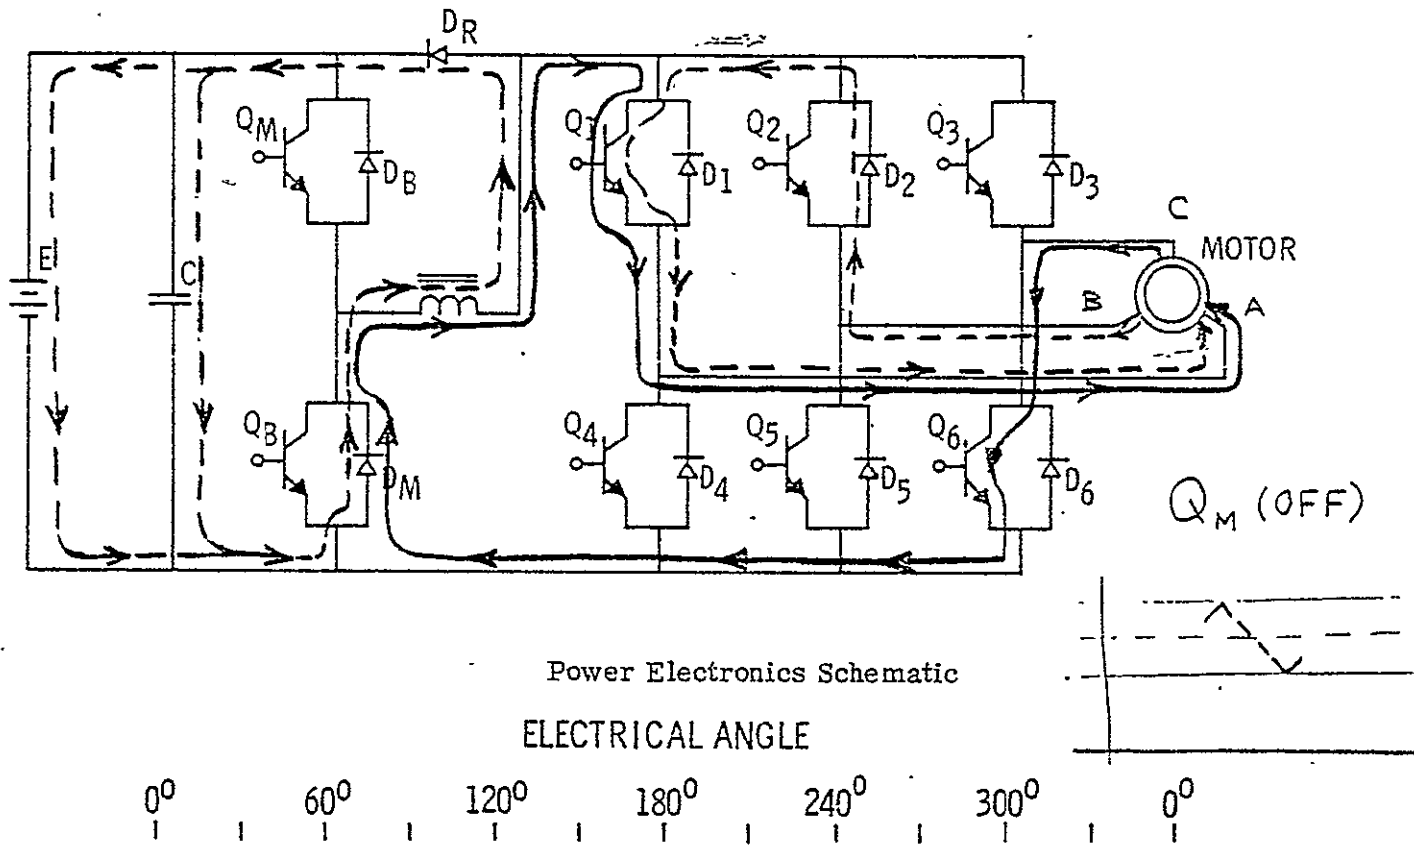 DR
QM
DB
E
C
QB
DM
Q1
D1
Q2
D2
Q3
D3
C
MOTOR
B
A
Q4
D4
Q5
D5
Q6
D6
QM (OFF)
Power Electronics Schematic
ELECTRICAL ANGLE
0° 60° 120° 180° 240° 300° 0°